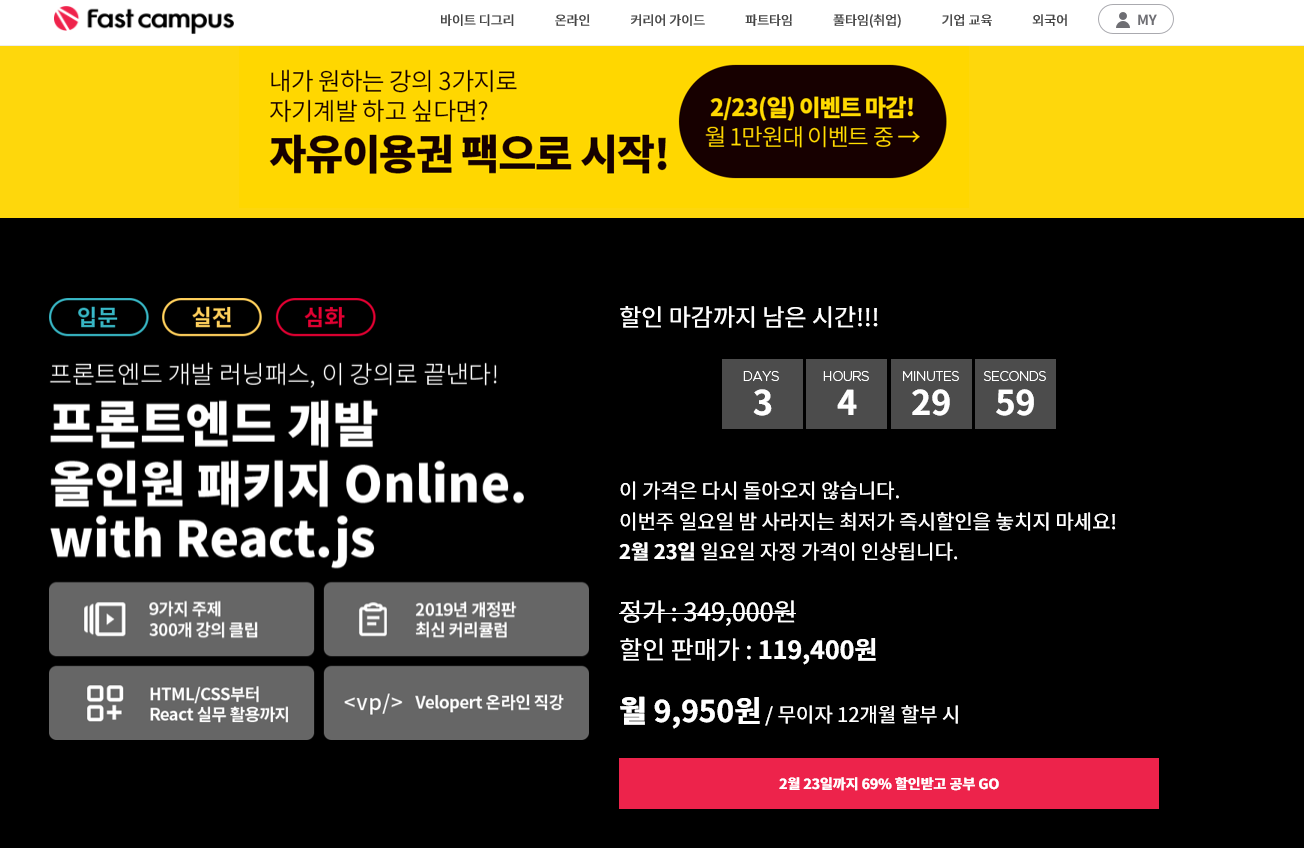 Fast campus
바이트 디그리
온라인
커리어 가이드
파트타임
풀타임(취업)
기업 교육
외국어
MY
내가 원하는 강의 3가지로
자기계발 하고 싶다면?
자유이용권 팩으로 시작!
2/23(일) 이벤트 마감!
월 1만원대 이벤트 중→
입문
실전
심화
프론트엔드 개발 러닝패스, 이 강의로 끝낸다!
프론트엔드 개발
올인원 패키지 Online.
with React.js
9가지 주제
300개 강의 클립
2019년 개정판
최신 커리큘럼
HTML/CSS부터
React 실무 활용까지
<vp/>
Velopert 온라인 직강
할인 마감까지 남은 시간!!!
DAYS
3
HOURS
4
MINUTES
29
SECONDS
59
이 가격은 다시 돌아오지 않습니다.
이번주 일요일 밤 사라지는 최저가 즉시할인을 놓치지 마세요!
2월 23일 일요일 자정 가격이 인상됩니다.
정가 : 349,000원
할인 판매가 : 119,400원
월 9,950원 / 무이자 12개월 할부 시
2월 23일까지 69% 할인받고 공부 GO